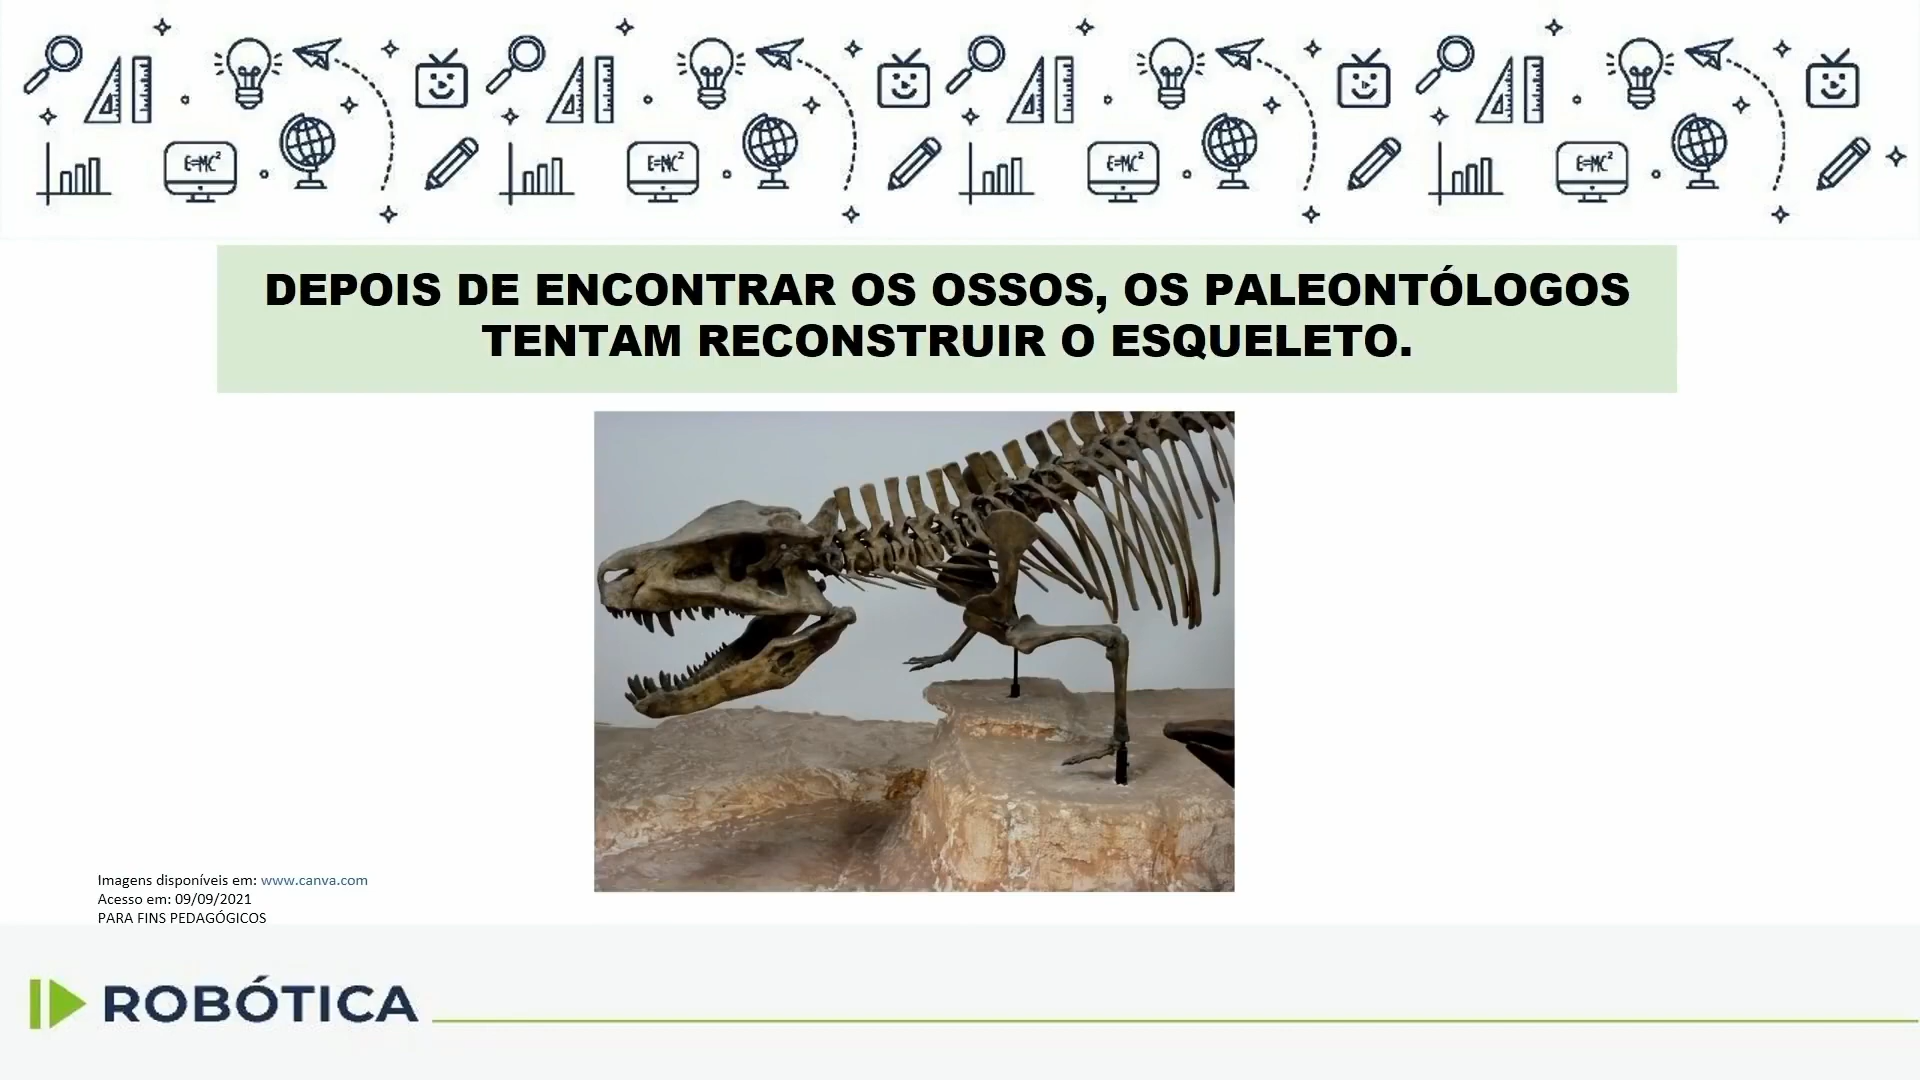 E=MC²
E=MC²
E=MC²
E=MC²
DEPOIS DE ENCONTRAR OS OSSOS, OS PALEONTÓLOGOS
TENTAM RECONSTRUIR O ESQUELETO.
Imagens disponíveis em: www.canva.com
Acesso em: 09/09/2021
PARA FINS PEDAGÓGICOS
ROBÓTICA